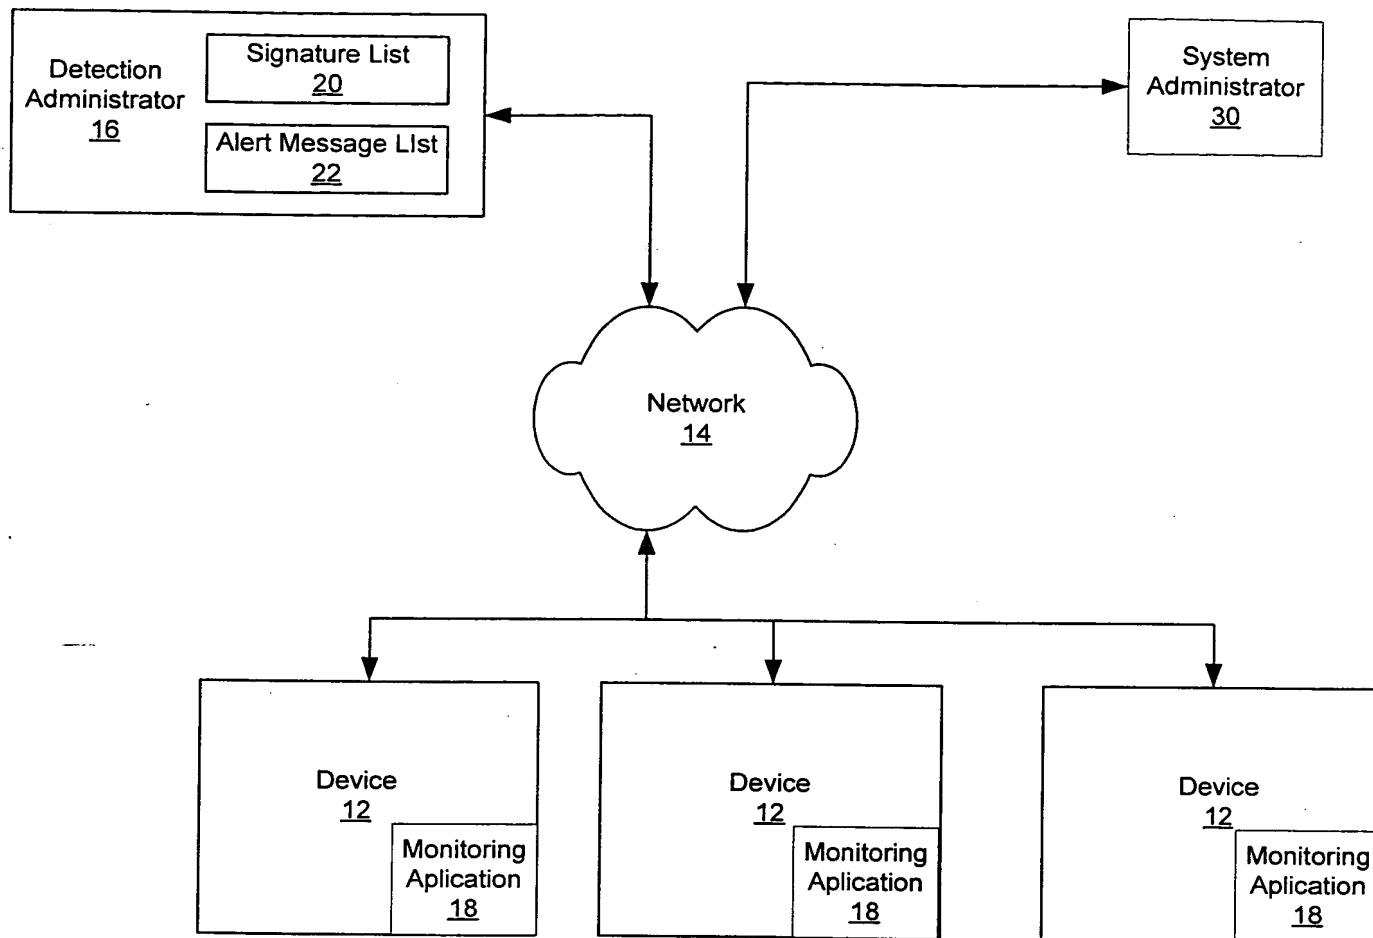 Detection
Administrator
16
Signature List
20
Alert Message LIst
22
System
Administrator
30
Network
14
Device
12
Monitoring
Aplication
18
Device
12
Monitoring
Aplication
18
Device
12
Monitoring
Aplication
18